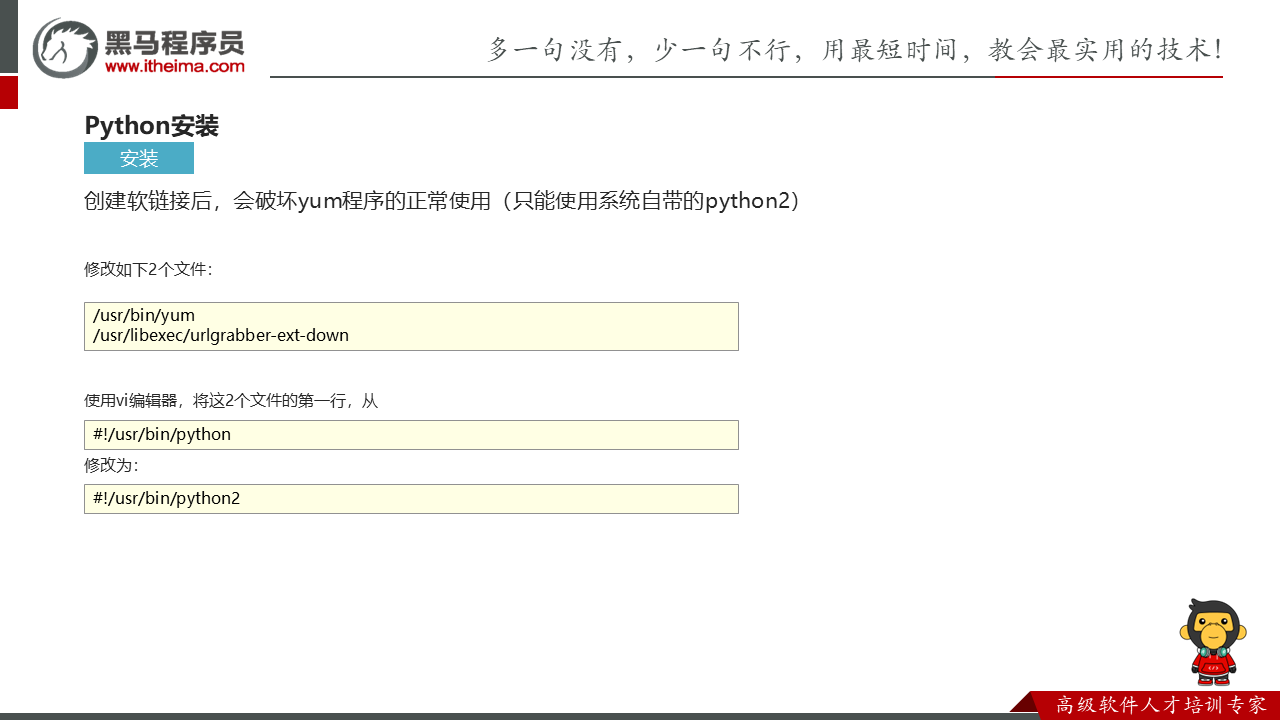 黑马程序员
www.itheima.com
多一句没有，少一句不行，用最短时间，教会最实用的技术！
Python安装
安装
创建软链接后，会破坏yum程序的正常使用（只能使用系统自带的python2）
修改如下2个文件：
/usr/bin/yum
/usr/libexec/urlgrabber-ext-down
使用vi编辑器，将这2个文件的第一行，从
#!/usr/bin/python
修改为：
#!/usr/bin/python2
高级软件人才培训专家